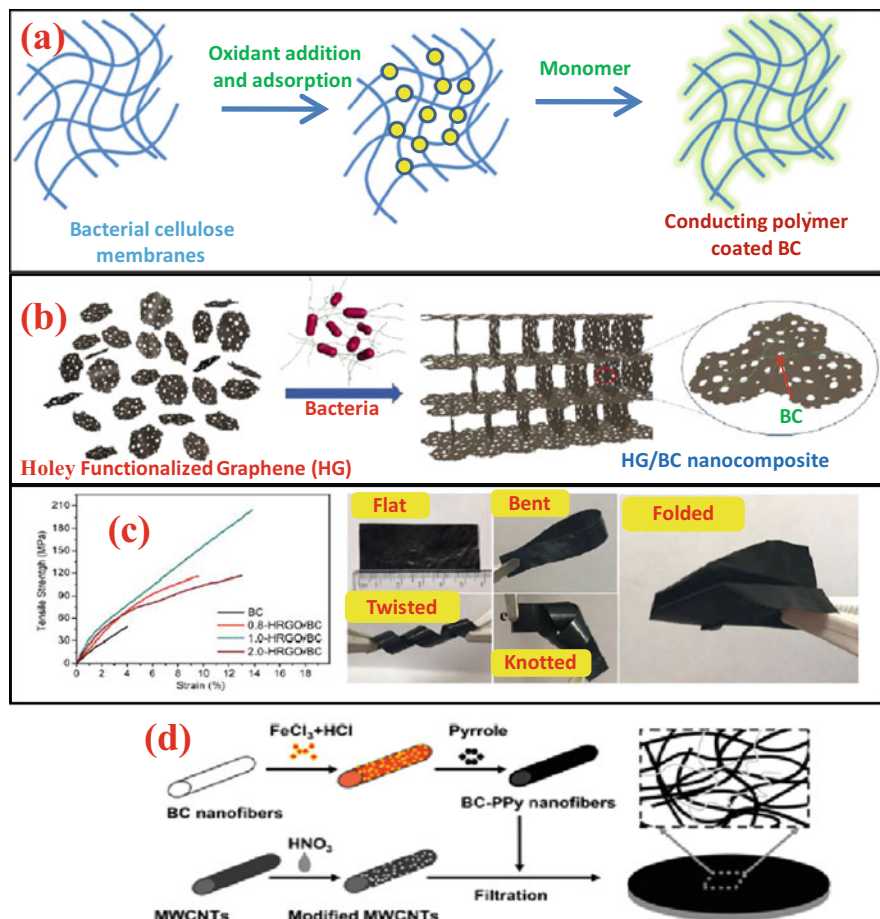 (a)
Oxidant addition
and adsorption
Monomer
Bacterial cellulose
membranes
Conducting polymer
coated BC
(b)
Bacteria
BC
Holey Functionalized Graphene (HG)
HG/BC nanocomposite
(c)
Tensile Strentgh (MPa)
210
180
150
120
90
60
30
0
0 2 4 6 8 10 12 14 16 18
Strain (%)
BC
0.8-HRGO/BC
1.0-HRGO/BC
2.0-HRGO/BC
Flat
Bent
Folded
Twisted
Knotted
(d)
FeCl₃+HCl
Pyrrole
BC nanofibers
BC-PPy nanofibers
HNO₃
Filtration
MWCNTs
Modified MWCNTs